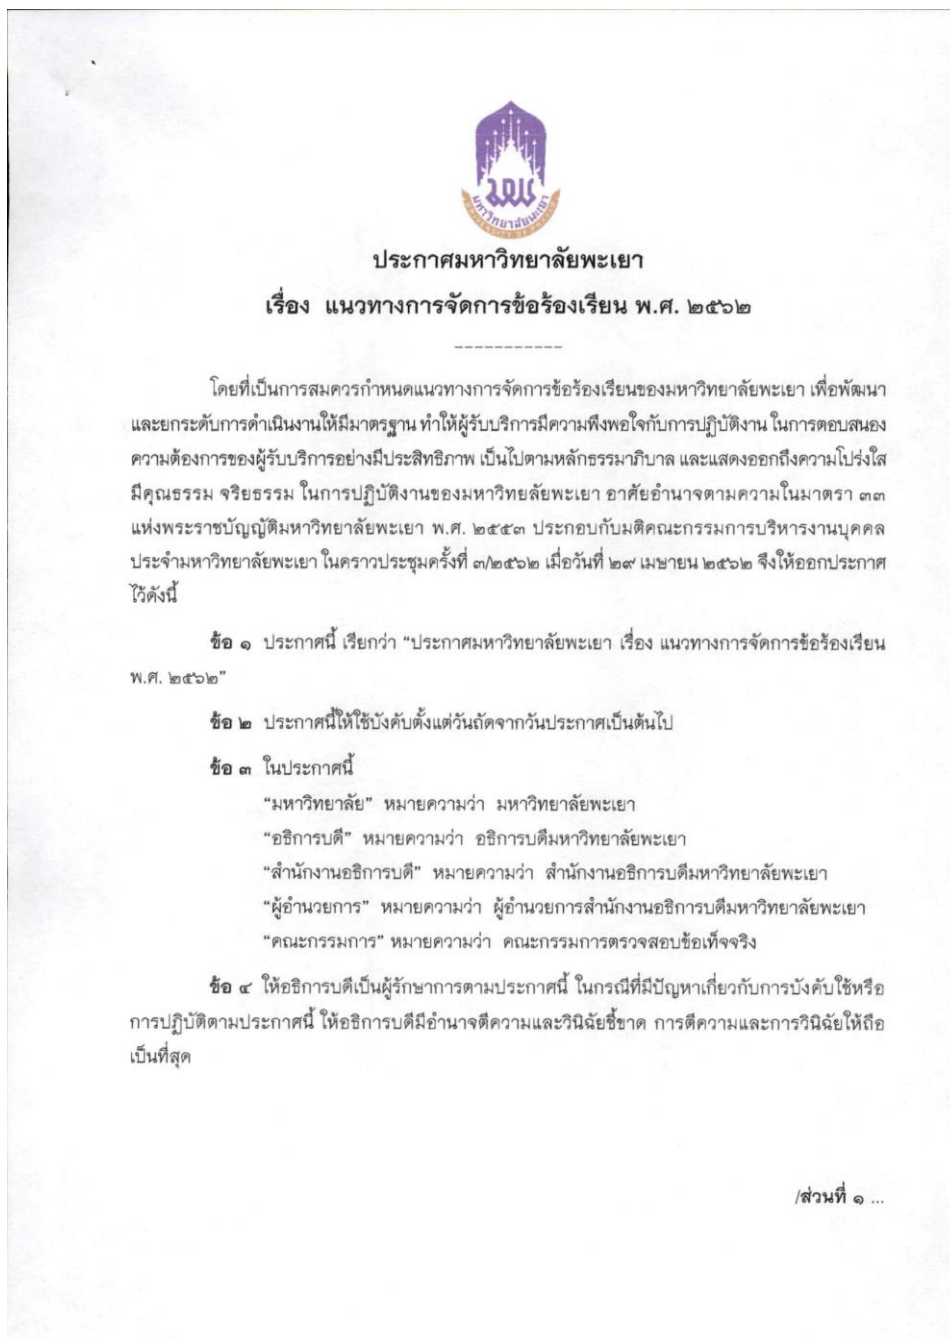 มหาวิทยาลัยพะเยา
UNIVERSITY OF PHAYAO
ประกาศมหาวิทยาลัยพะเยา
เรื่อง แนวทางการจัดการข้อร้องเรียน พ.ศ. ๒๕๖๒
-----------
โดยที่เป็นการสมควรกำหนดแนวทางการจัดการข้อร้องเรียนของมหาวิทยาลัยพะเยา เพื่อพัฒนา
และยกระดับการดำเนินงานให้มีมาตรฐาน ทำให้ผู้รับบริการมีความพึงพอใจกับการปฏิบัติงาน ในการตอบสนอง
ความต้องการของผู้รับบริการอย่างมีประสิทธิภาพ เป็นไปตามหลักธรรมาภิบาล และแสดงออกถึงความโปร่งใส
มีคุณธรรม จริยธรรม ในการปฏิบัติงานของมหาวิทยลัยพะเยา อาศัยอำนาจตามความในมาตรา ๓๓
แห่งพระราชบัญญัติมหาวิทยาลัยพะเยา พ.ศ. ๒๕๕๓ ประกอบกับมติคณะกรรมการบริหารงานบุคคล
ประจำมหาวิทยาลัยพะเยา ในคราวประชุมครั้งที่ ๓/๒๕๖๒ เมื่อวันที่ ๒๙ เมษายน ๒๕๖๒ จึงให้ออกประกาศ
ไว้ดังนี้
ข้อ ๑ ประกาศนี้ เรียกว่า “ประกาศมหาวิทยาลัยพะเยา เรื่อง แนวทางการจัดการข้อร้องเรียน
พ.ศ. ๒๕๖๒”
ข้อ ๒ ประกาศนี้ให้ใช้บังคับตั้งแต่วันถัดจากวันประกาศเป็นต้นไป
ข้อ ๓ ในประกาศนี้
“มหาวิทยาลัย” หมายความว่า มหาวิทยาลัยพะเยา
“อธิการบดี” หมายความว่า อธิการบดีมหาวิทยาลัยพะเยา
“สำนักงานอธิการบดี” หมายความว่า สำนักงานอธิการบดีมหาวิทยาลัยพะเยา
“ผู้อำนวยการ” หมายความว่า ผู้อำนวยการสำนักงานอธิการบดีมหาวิทยาลัยพะเยา
“คณะกรรมการ” หมายความว่า คณะกรรมการตรวจสอบข้อเท็จจริง
ข้อ ๔ ให้อธิการบดีเป็นผู้รักษาการตามประกาศนี้ ในกรณีที่มีปัญหาเกี่ยวกับการบังคับใช้หรือ
การปฏิบัติตามประกาศนี้ ให้อธิการบดีมีอำนาจตีความและวินิฉัยชี้ขาด การตีความและการวินิฉัยให้ถือ
เป็นที่สุด
/ส่วนที่ ๑ ...